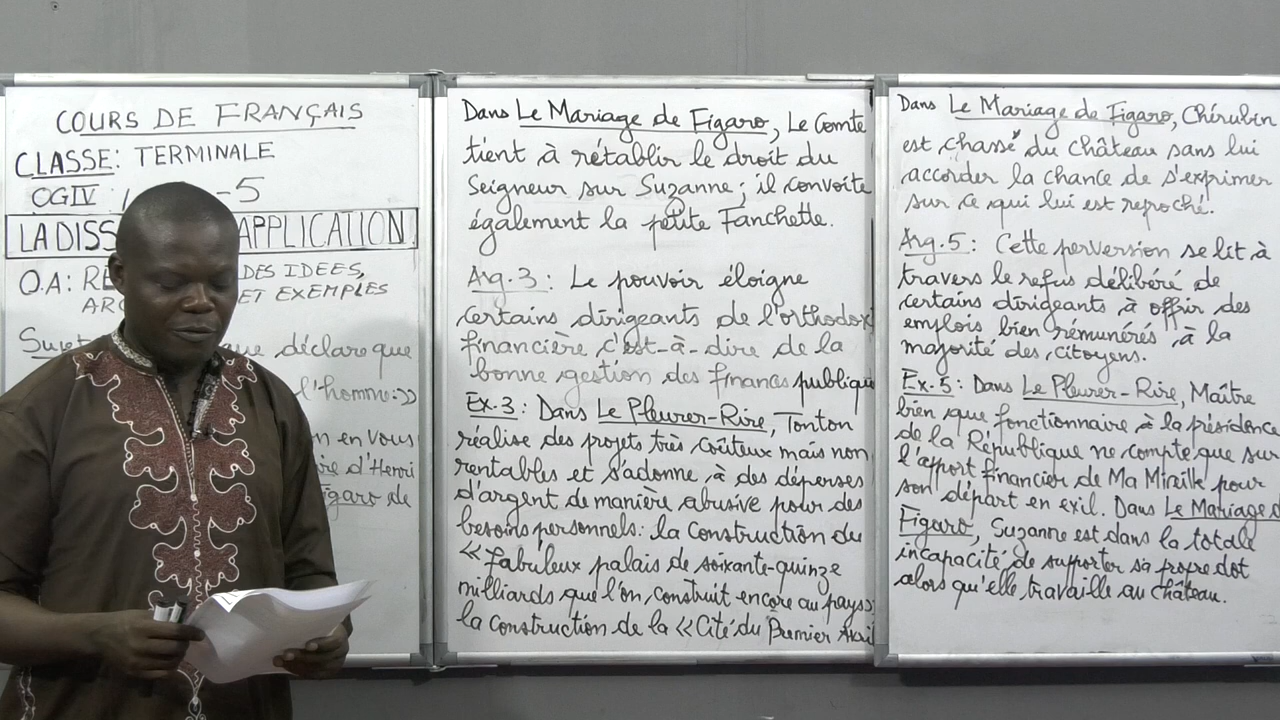 COURS DE FRANÇAIS
CLASSE: TERMINALE
OGIV -5
LA DISS APPLICATION
O.A: RE DES IDEES,
ARG ET EXEMPLES
Sujet que déclare que
l'homme.»
en vous
d'Henri
Figaro de
Dans Le Mariage de Figaro, Le Comte
tient à rétablir le droit du
Seigneur sur Suzanne; il convoite
également la petite Fanchette.
Arg.3: Le pouvoir éloigne
certains dirigeants de l'orthodox
financière c'est-à-dire de la
bonne gestion des finances publique
Ex.3: Dans Le Pleurer-Rire, Tonton
réalise des projets très coûteux mais non
rentables et s'adonne à des dépenses
d'argent de manière abusive pour des
besoins personnels: la construction du
«Fabuleux palais de soixante-quinze
milliards que l'on construit encore au pays»;
la construction de la «Cité du Premier Avril
Dans Le Mariage de Figaro, Chérubin
est chassé du château sans lui
accorder la chance de s'exprimer
sur ce qui lui est reproché.
Arg.5: Cette perversion se lit à
travers le refus délibéré de
certains dirigeants à offrir des
emplois bien rémunérés à la
majorité des citoyens.
Ex.5: Dans Le Pleurer-Rire, Maître
bien que fonctionnaire à la présidence
de la République ne compte que sur
l'apport financier de Ma Mireille pour
son départ en exil. Dans Le Mariage d
Figaro, Suzanne est dans la totale
incapacité de supporter sa propre dot
alors qu'elle travaille au château.